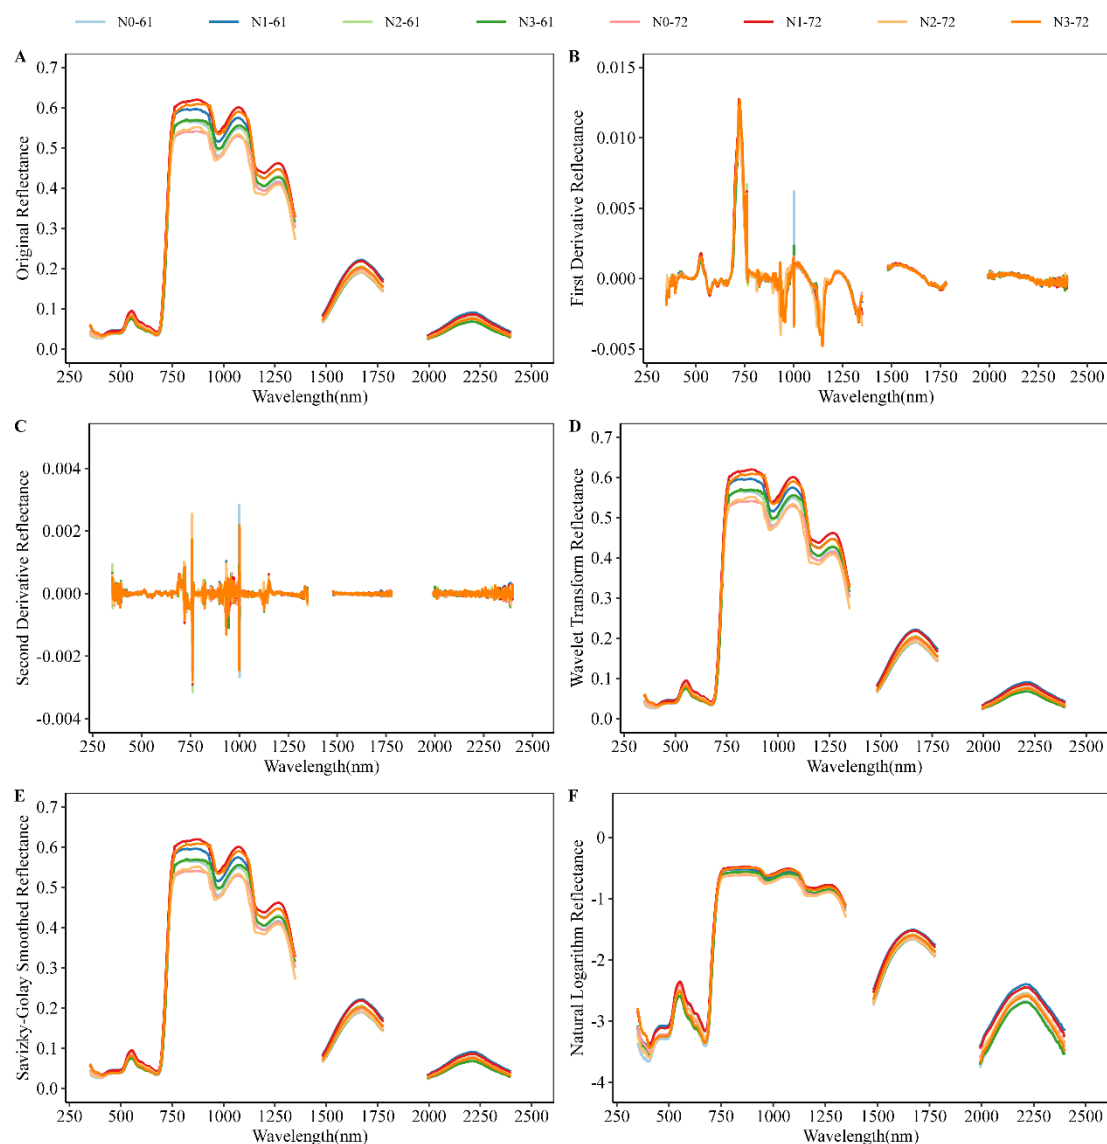 N0-61 N1-61 N2-61 N3-61 N0-72 N1-72 N2-72 N3-72
A
0.7
0.6
0.5
0.4
0.3
0.2
0.1
0.0
Original Reflectance
250 500 750 1000 1250 1500 1750 2000 2250 2500
Wavelength(nm)
B
0.015
0.010
0.005
0.000
-0.005
First Derivative Reflectance
250 500 750 1000 1250 1500 1750 2000 2250 2500
Wavelength(nm)
C
0.004
0.002
0.000
-0.002
-0.004
Second Derivative Reflectance
250 500 750 1000 1250 1500 1750 2000 2250 2500
Wavelength(nm)
D
0.7
0.6
0.5
0.4
0.3
0.2
0.1
0.0
Wavelet Transform Reflectance
250 500 750 1000 1250 1500 1750 2000 2250 2500
Wavelength(nm)
E
0.7
0.6
0.5
0.4
0.3
0.2
0.1
0.0
Savizky-Golay Smoothed Reflectance
250 500 750 1000 1250 1500 1750 2000 2250 2500
Wavelength(nm)
F
0
-1
-2
-3
-4
Natural Logarithm Reflectance
250 500 750 1000 1250 1500 1750 2000 2250 2500
Wavelength(nm)